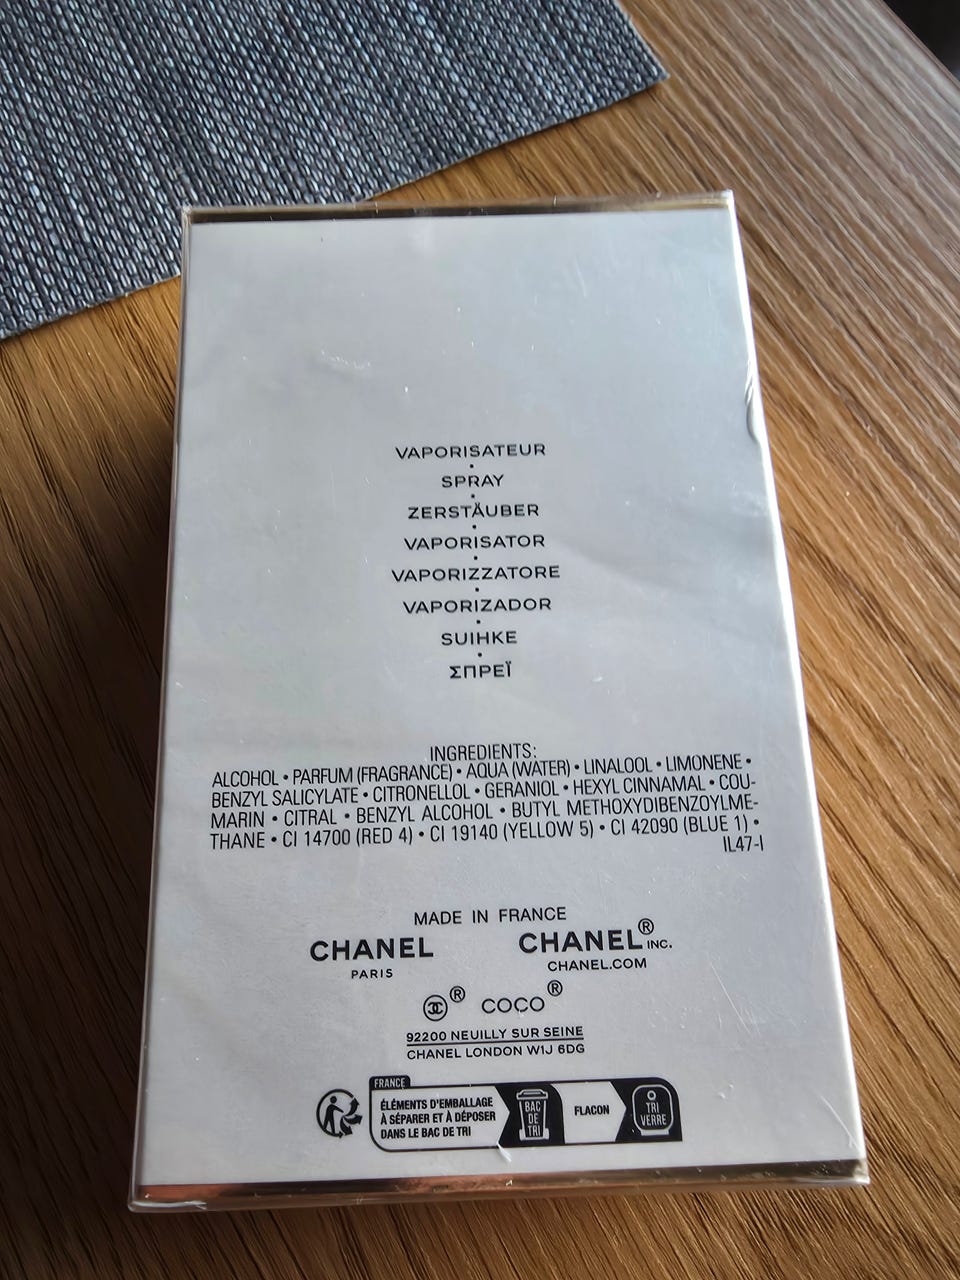 VAPORISATEUR
•
SPRAY
•
ZERSTÄUBER
•
VAPORISATOR
•
VAPORIZZATORE
•
VAPORIZADOR
•
SUIHKE
•
ΣΠΡΕΪ
INGREDIENTS:
ALCOHOL • PARFUM (FRAGRANCE) • AQUA (WATER) • LINALOOL • LIMONENE •
BENZYL SALICYLATE • CITRONELLOL • GERANIOL • HEXYL CINNAMAL • COU-
MARIN • CITRAL • BENZYL ALCOHOL • BUTYL METHOXYDIBENZOYLME-
THANE • CI 14700 (RED 4) • CI 19140 (YELLOW 5) • CI 42090 (BLUE 1) •
IL47-I
MADE IN FRANCE
CHANEL CHANEL® INC.
PARIS CHANEL.COM
® COCO®
92200 NEUILLY SUR SEINE
CHANEL LONDON W1J 6DG
FRANCE
ÉLÉMENTS D'EMBALLAGE
À SÉPARER ET À DÉPOSER
DANS LE BAC DE TRI
BAC
DE
TRI
FLACON
TRI
VERRE